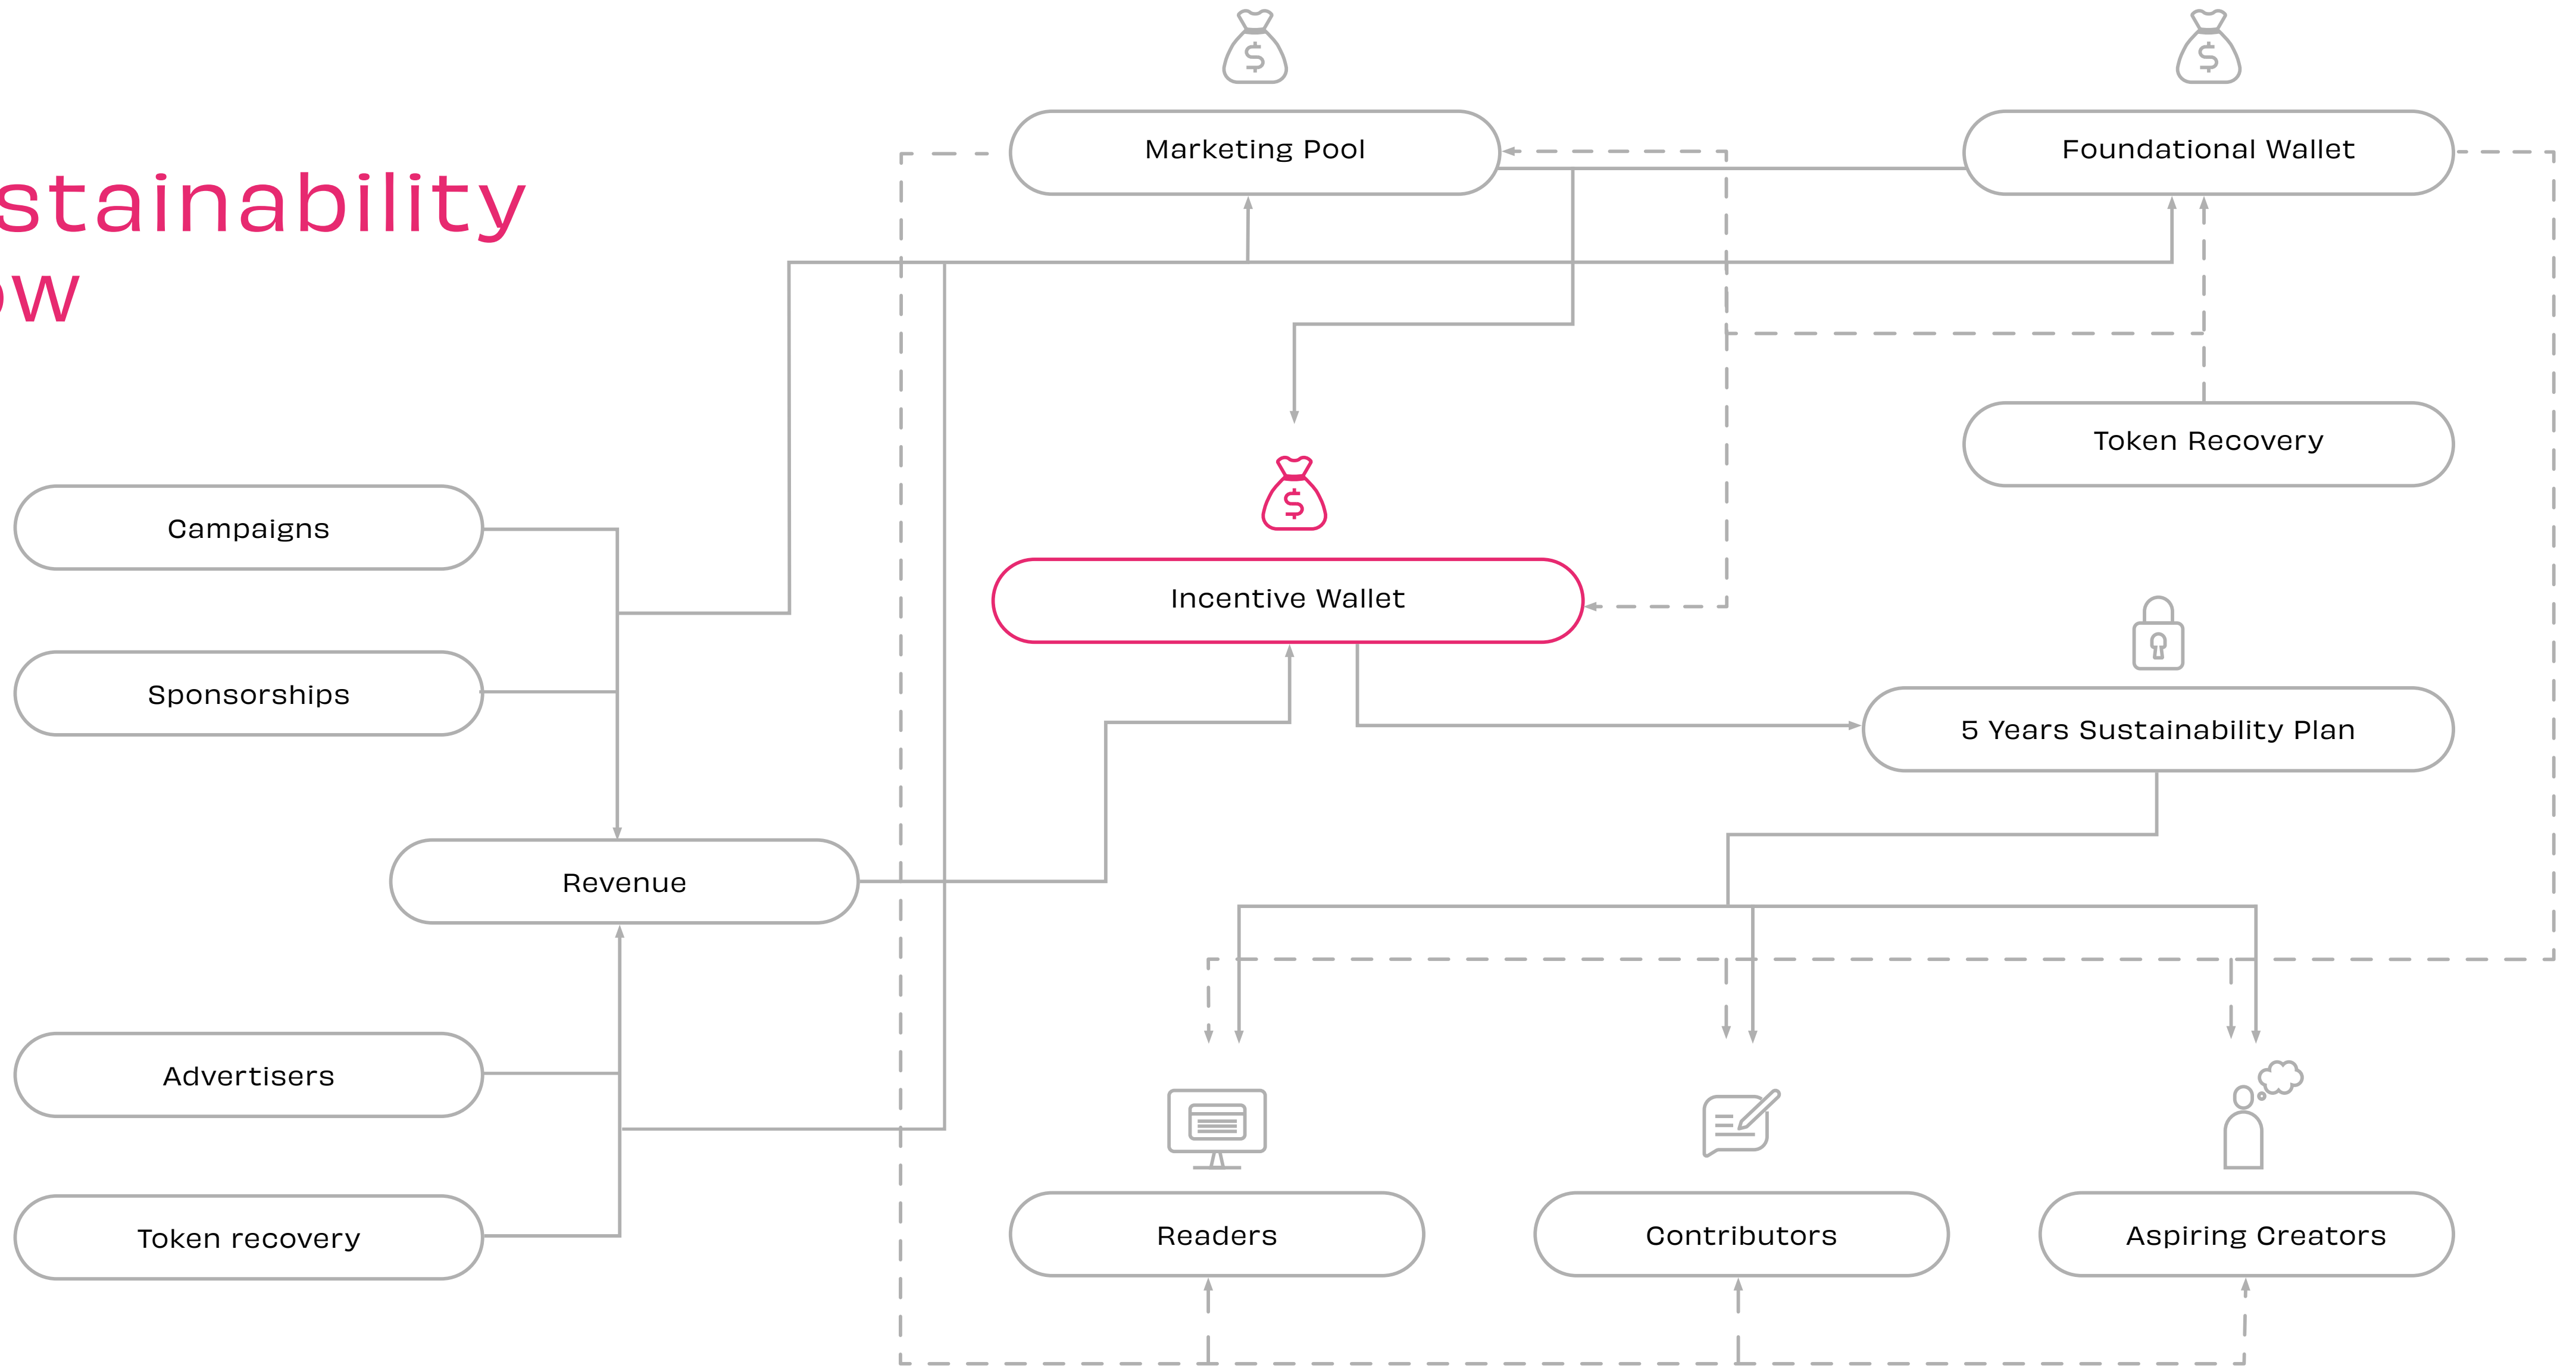 stainability
ow
Marketing Pool
Foundational Wallet
Token Recovery
Campaigns
Incentive Wallet
Sponsorships
5 Years Sustainability Plan
Revenue
Advertisers
Token recovery
Readers
Contributors
Aspiring Creators
$
$
$